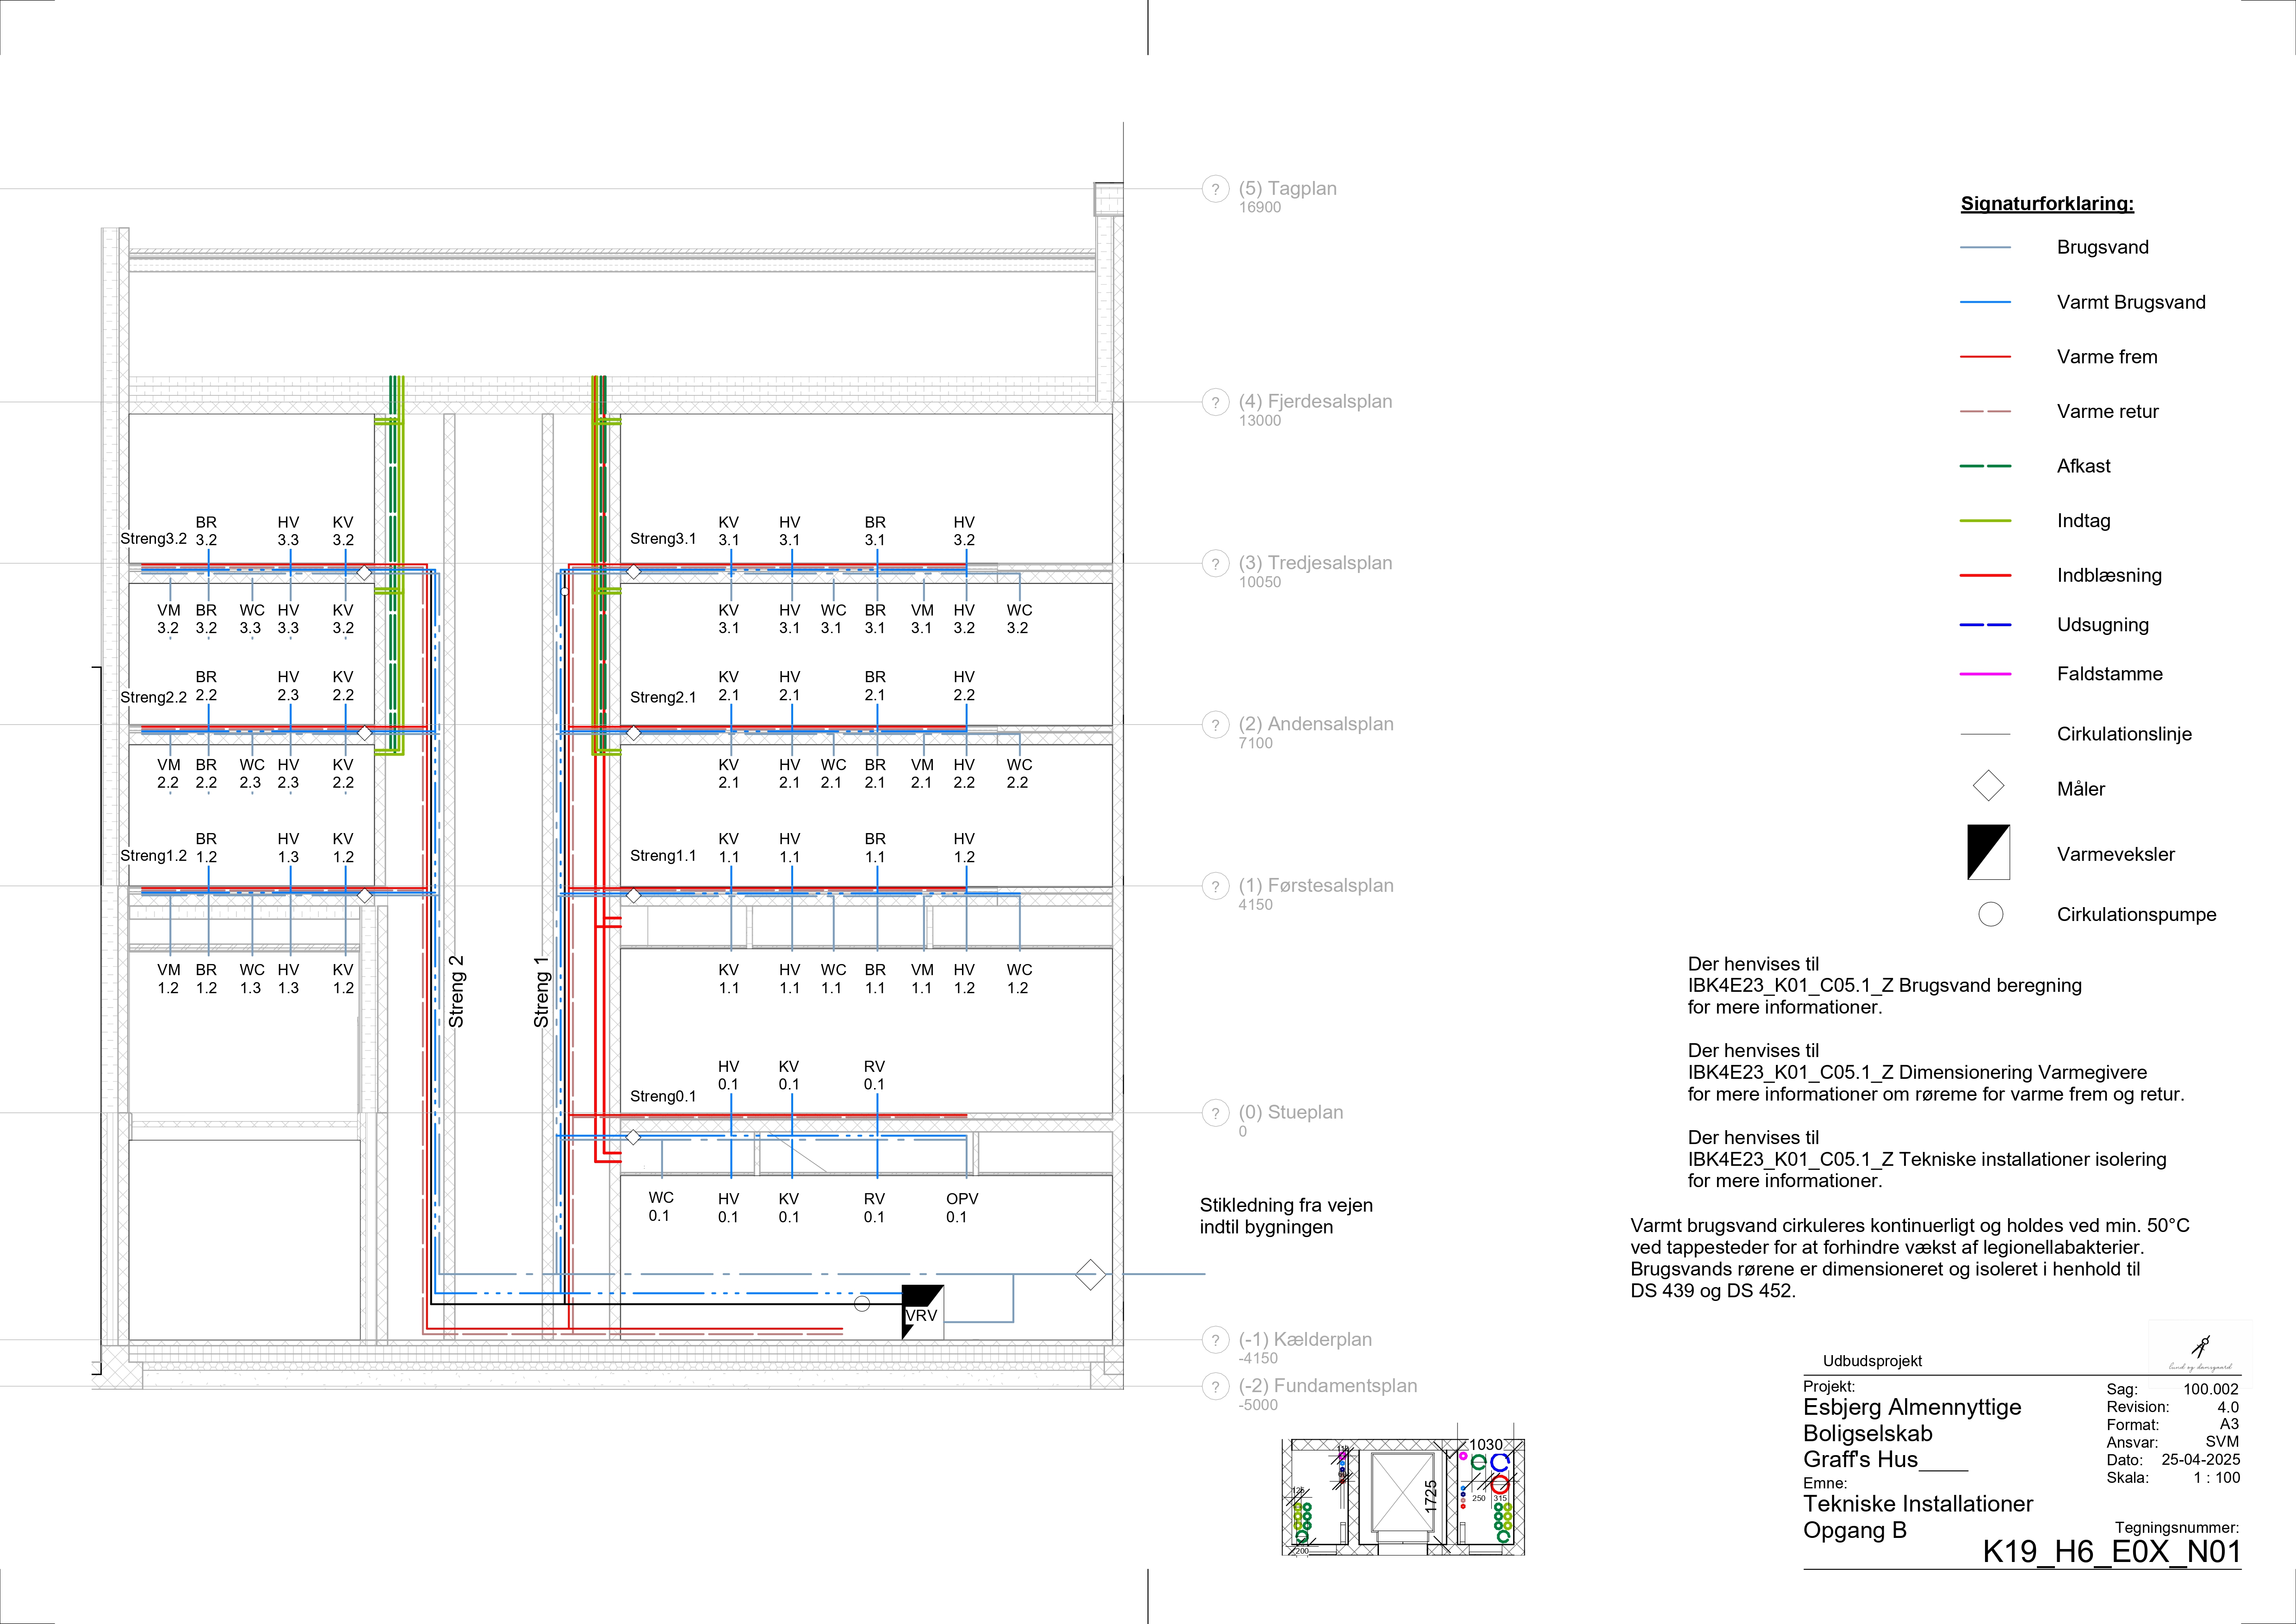 ? (5) Tagplan
16900
? (4) Fjerdesalsplan
13000
Streng3.2
BR 3.2
HV 3.3
KV 3.2
Streng3.1
KV 3.1
HV 3.1
BR 3.1
HV 3.2
? (3) Tredjesalsplan
10050
VM 3.2
BR 3.2
WC 3.3
HV 3.3
KV 3.2
KV 3.1
HV 3.1
WC 3.1
BR 3.1
VM 3.1
HV 3.2
WC 3.2
Streng2.2
BR 2.2
HV 2.3
KV 2.2
Streng2.1
KV 2.1
HV 2.1
BR 2.1
HV 2.2
? (2) Andensalsplan
7100
VM 2.2
BR 2.2
WC 2.3
HV 2.3
KV 2.2
KV 2.1
HV 2.1
WC 2.1
BR 2.1
VM 2.1
HV 2.2
WC 2.2
Streng1.2
BR 1.2
HV 1.3
KV 1.2
Streng1.1
KV 1.1
HV 1.1
BR 1.1
HV 1.2
? (1) Førstesalsplan
4150
VM 1.2
BR 1.2
WC 1.3
HV 1.3
KV 1.2
Streng 2
Streng 1
KV 1.1
HV 1.1
WC 1.1
BR 1.1
VM 1.1
HV 1.2
WC 1.2
Streng0.1
HV 0.1
KV 0.1
RV 0.1
? (0) Stueplan
0
WC 0.1
HV 0.1
KV 0.1
RV 0.1
OPV 0.1
Stikledning fra vejen
indtil bygningen
VRV
? (-1) Kælderplan
-4150
? (-2) Fundamentsplan
-5000
1030
1725
250
315
125
200
Signaturforklaring:
Brugsvand
Varmt Brugsvand
Varme frem
Varme retur
Afkast
Indtag
Indblæsning
Udsugning
Faldstamme
Cirkulationslinje
Måler
Varmeveksler
Cirkulationspumpe
Der henvises til
IBK4E23_K01_C05.1_Z Brugsvand beregning
for mere informationer.
Der henvises til
IBK4E23_K01_C05.1_Z Dimensionering Varmegivere
for mere informationer om rørerne for varme frem og retur.
Der henvises til
IBK4E23_K01_C05.1_Z Tekniske installationer isolering
for mere informationer.
Varmt brugsvand cirkuleres kontinuerligt og holdes ved min. 50°C
ved tappesteder for at forhindre vækst af legionellabakterier.
Brugsvands rørene er dimensioneret og isoleret i henhold til
DS 439 og DS 452.
Udbudsprojekt
lund og damsgaard
Projekt:
Esbjerg Almennyttige
Boligselskab
Graff's Hus____
Emne:
Tekniske Installationer
Opgang B
Sag: 100.002
Revision: 4.0
Format: A3
Ansvar: SVM
Dato: 25-04-2025
Skala: 1 : 100
Tegningsnummer:
K19_H6_E0X_N01